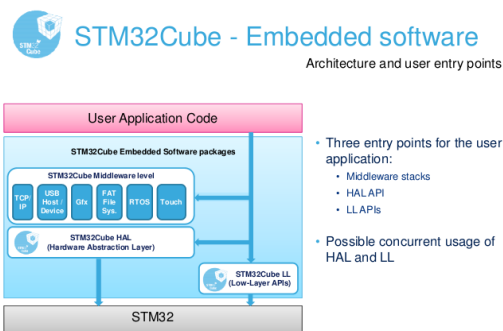 STM32Cube - Embedded software
Architecture and user entry points
STM32
Cube
User Application Code
STM32Cube Embedded Software packages
STM32Cube Middleware level
TCP/
IP
USB
Host /
Device
Gfx
FAT
File
Sys.
RTOS
Touch
STM32Cube HAL
(Hardware Abstraction Layer)
STM32Cube LL
(Low-Layer APIs)
STM32
• Three entry points for the user
application:
• Middleware stacks
• HAL API
• LL APIs
• Possible concurrent usage of
HAL and LL